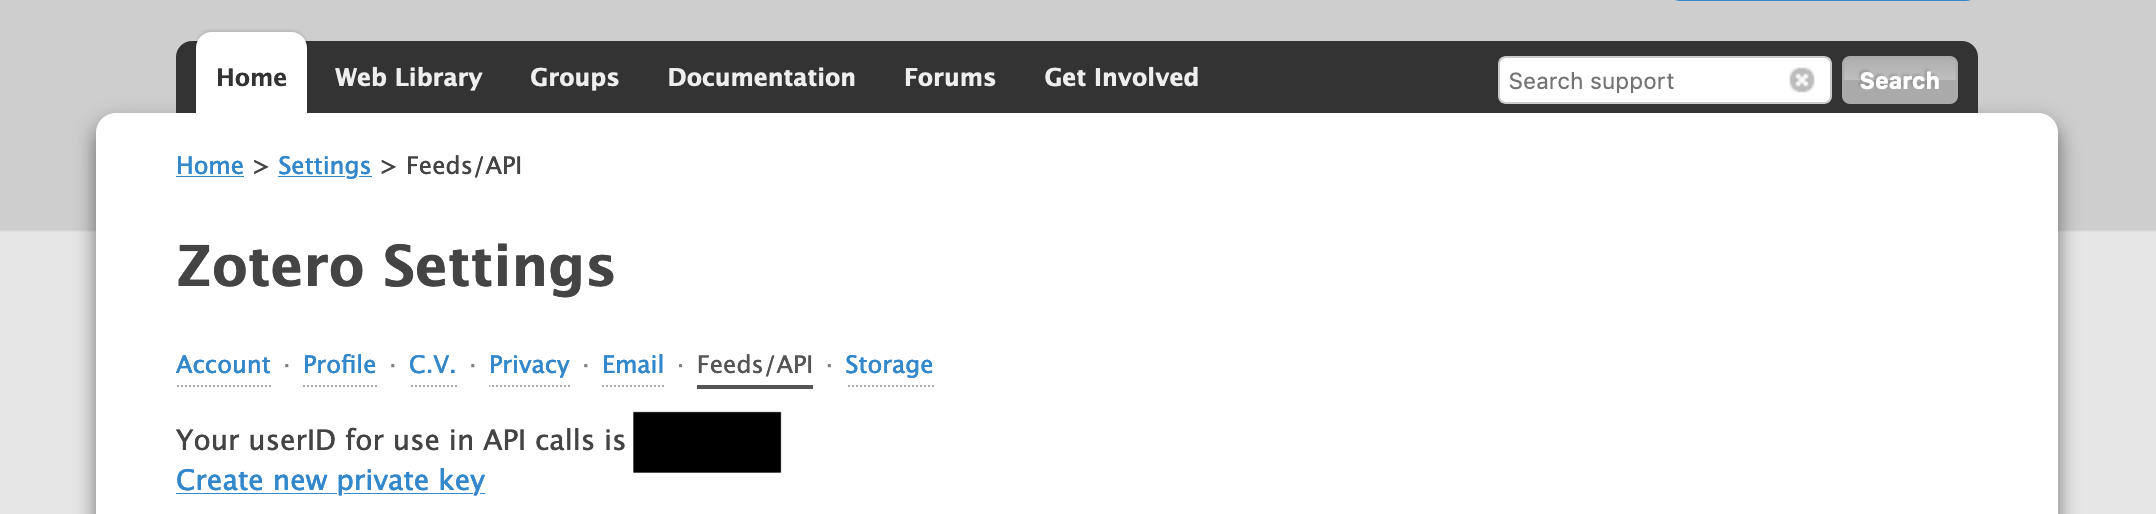 Home Web Library Groups Documentation Forums Get Involved Search support Search
Home > Settings > Feeds/API
Zotero Settings
Account · Profile · C.V. · Privacy · Email · Feeds/API · Storage
Your userID for use in API calls is
Create new private key